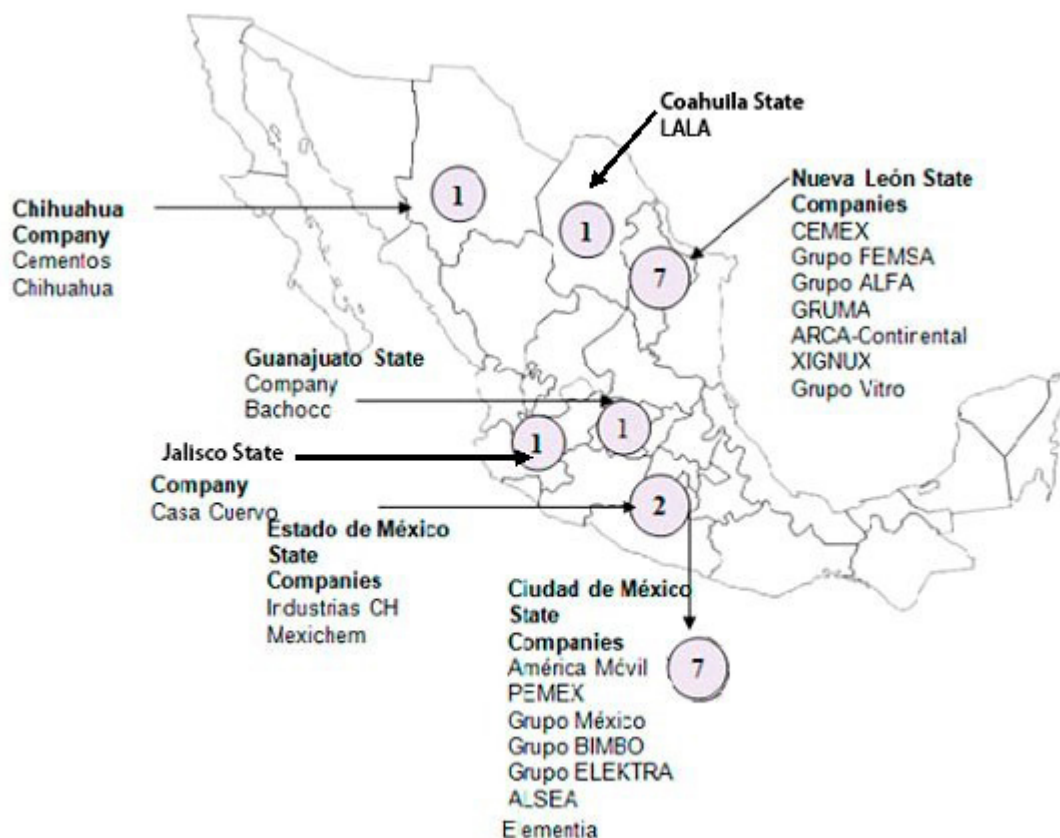 Coahuila State
LALA
1
1
Nueva León State
Companies
CEMEX
Grupo FEMSA
Grupo ALFA
GRUMA
ARCA-Continental
XIGNUX
Grupo Vitro
7
Chihuahua
Company
Cementos
Chihuahua
Guanajuato State
Company
Bachocc
1
1
Jalisco State
Company
Casa Cuervo
2
Estado de México
State
Companies
Industrias CH
Mexichem
Ciudad de México
State
Companies
América Móvil
PEMEX
Grupo México
Grupo BIMBO
Grupo ELEKTRA
ALSEA
Elementia
7